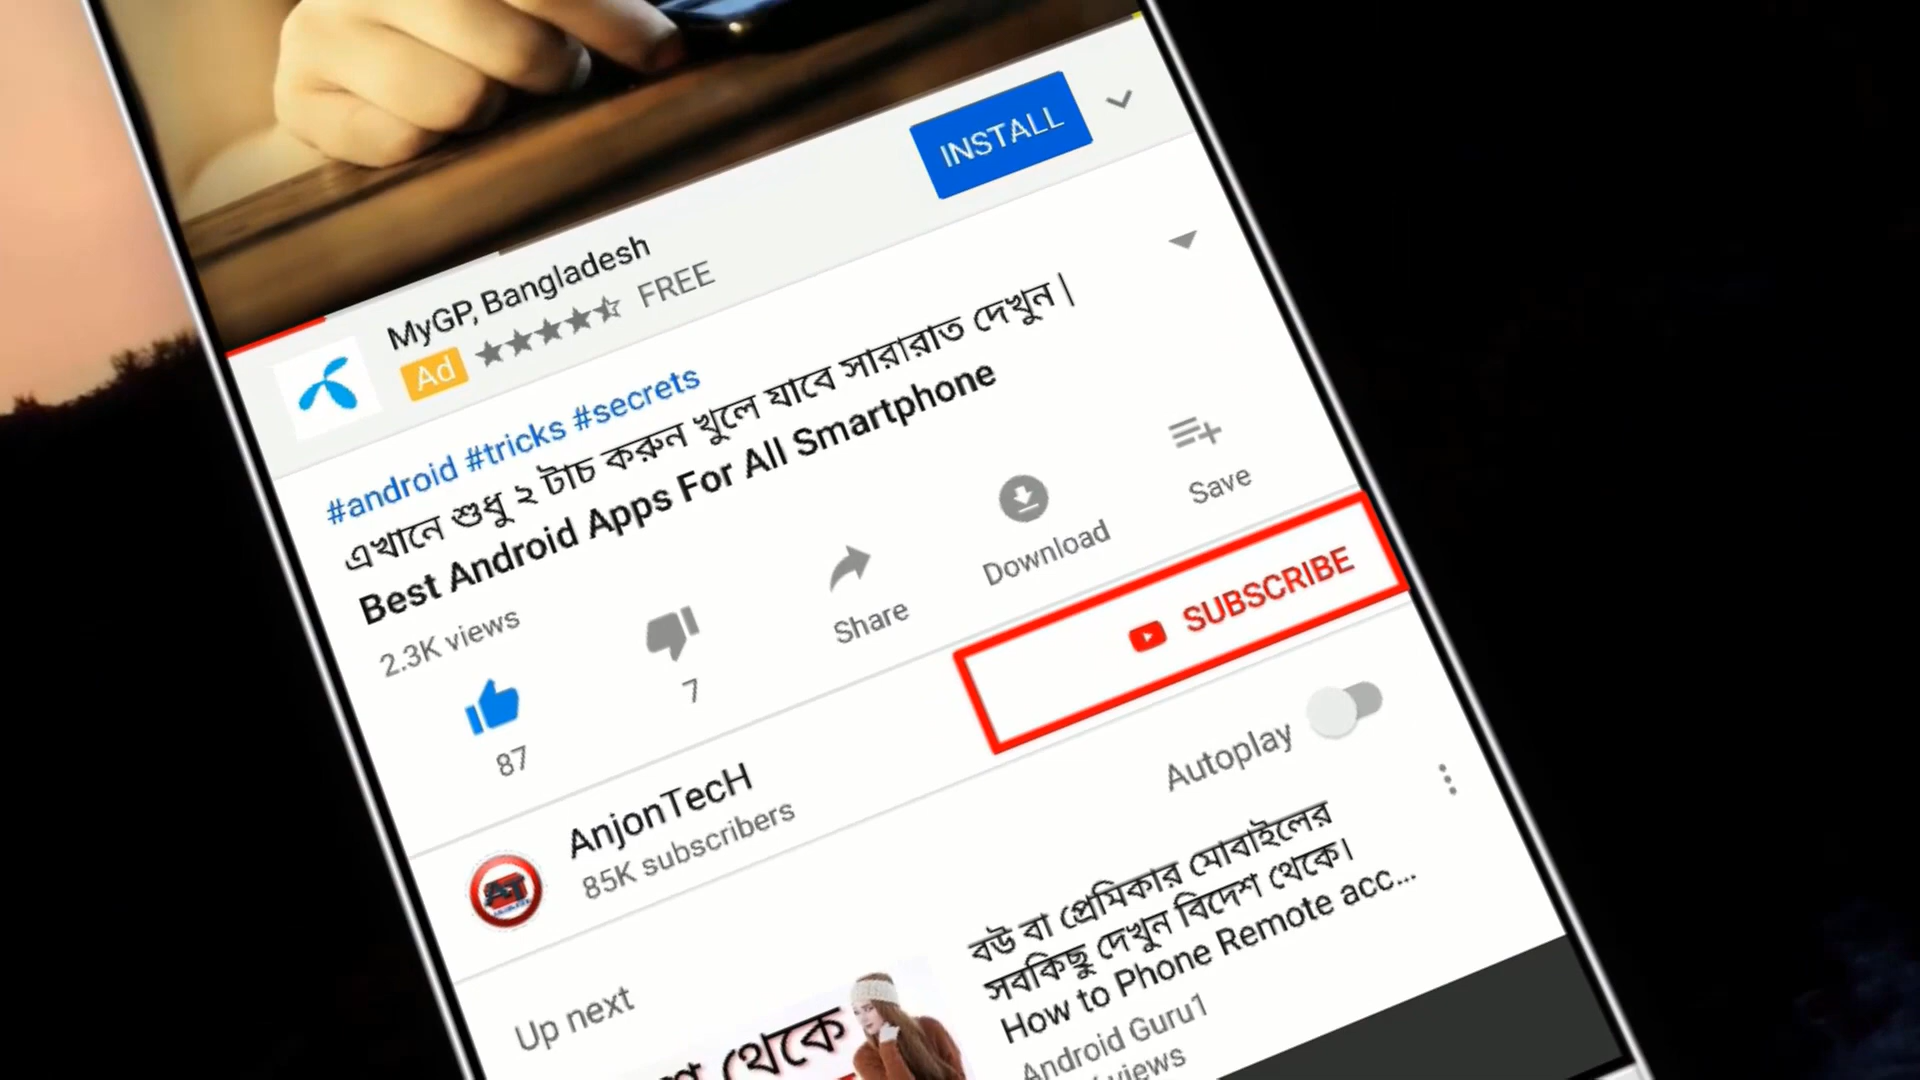 INSTALL
MyGP, Bangladesh
Ad FREE
#android #tricks #secrets
এখানে শুধু ২ টাচ করুন খুলে যাবে সারারাত দেখুন |
Best Android Apps For All Smartphone
2.3K views
87
7
Share
Download
Save
AnjonTecH
85K subscribers
SUBSCRIBE
Autoplay
Up next
বউ বা প্রেমিকার মোবাইলের
সবকিছু দেখুন বিদেশ থেকে।
How to Phone Remote acc...
Android Guru1
views
থেকে
AT